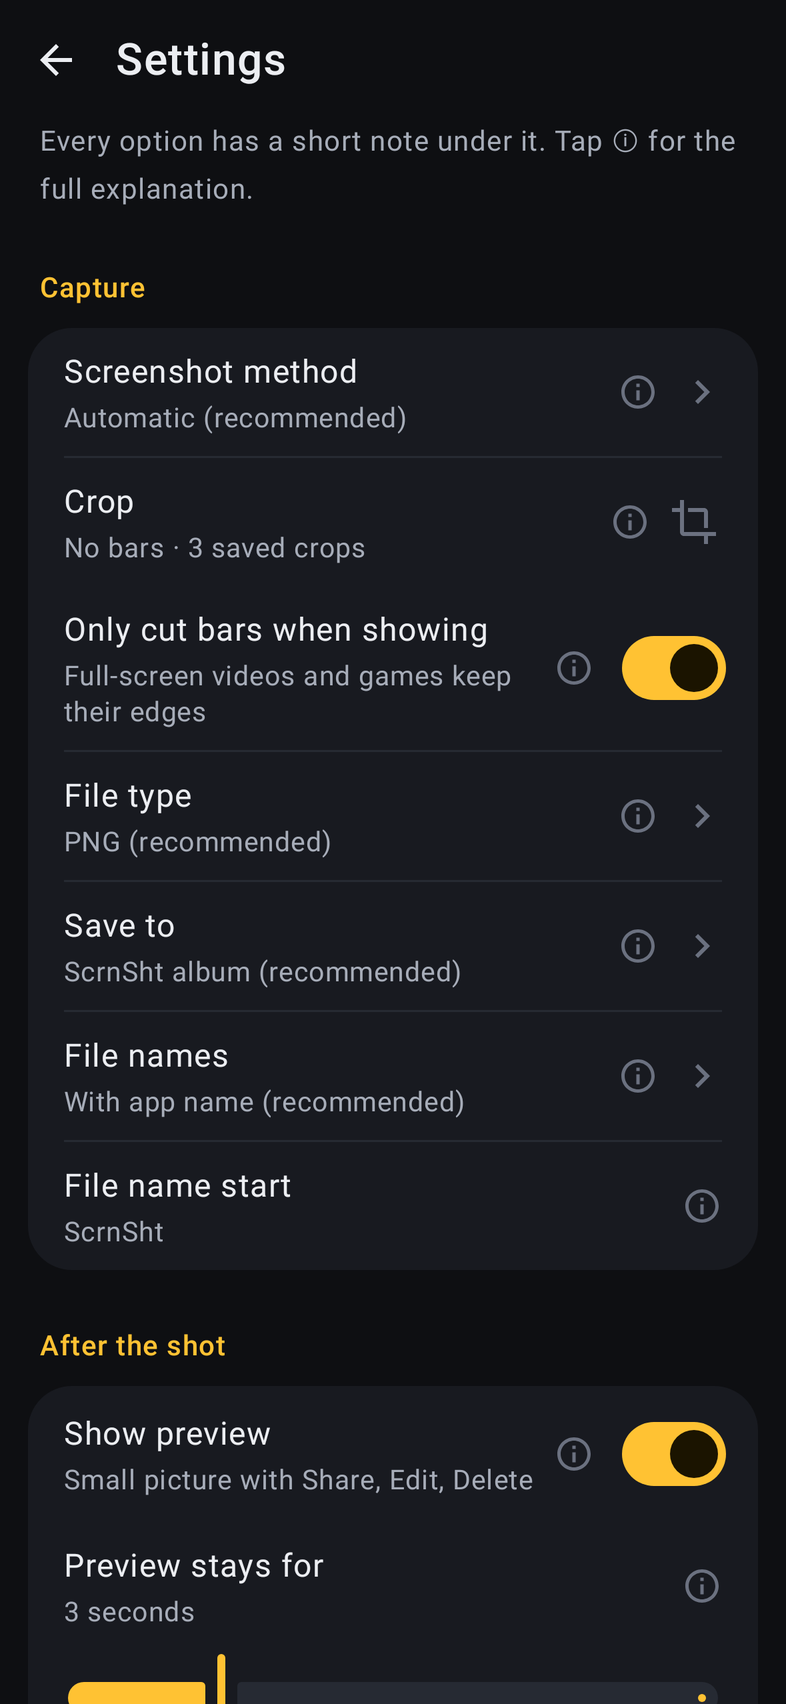 Settings
Every option has a short note under it. Tap ⓘ for the
full explanation.
Capture
Screenshot method
Automatic (recommended)
Crop
No bars · 3 saved crops
Only cut bars when showing
Full-screen videos and games keep
their edges
File type
PNG (recommended)
Save to
ScrnSht album (recommended)
File names
With app name (recommended)
File name start
ScrnSht
After the shot
Show preview
Small picture with Share, Edit, Delete
Preview stays for
3 seconds